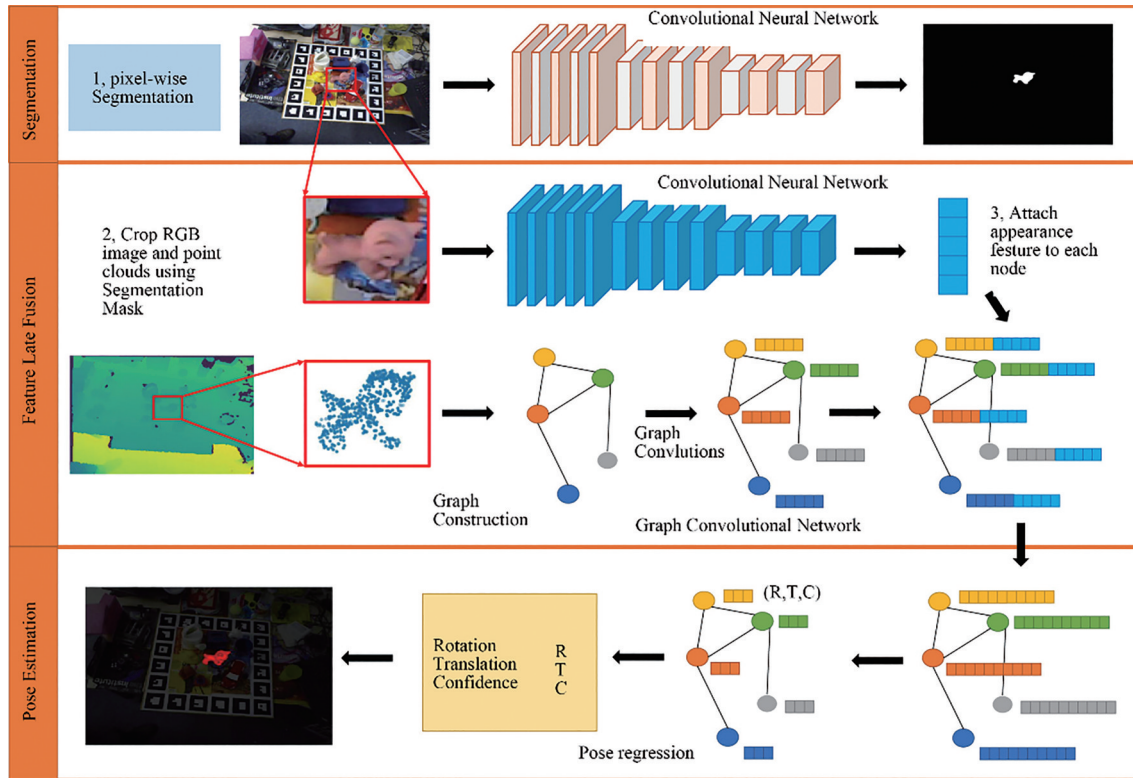 Segmentation
1, pixel-wise
Segmentation
Convolutional Neural Network
Feature Late Fusion
2, Crop RGB
image and point
clouds using
Segmentation
Mask
Convolutional Neural Network
3, Attach
appearance
festure to each
node
Graph
Construction
Graph
Convlutions
Graph Convolutional Network
Pose Estimation
Rotation R
Translation T
Confidence C
(R,T,C)
Pose regression